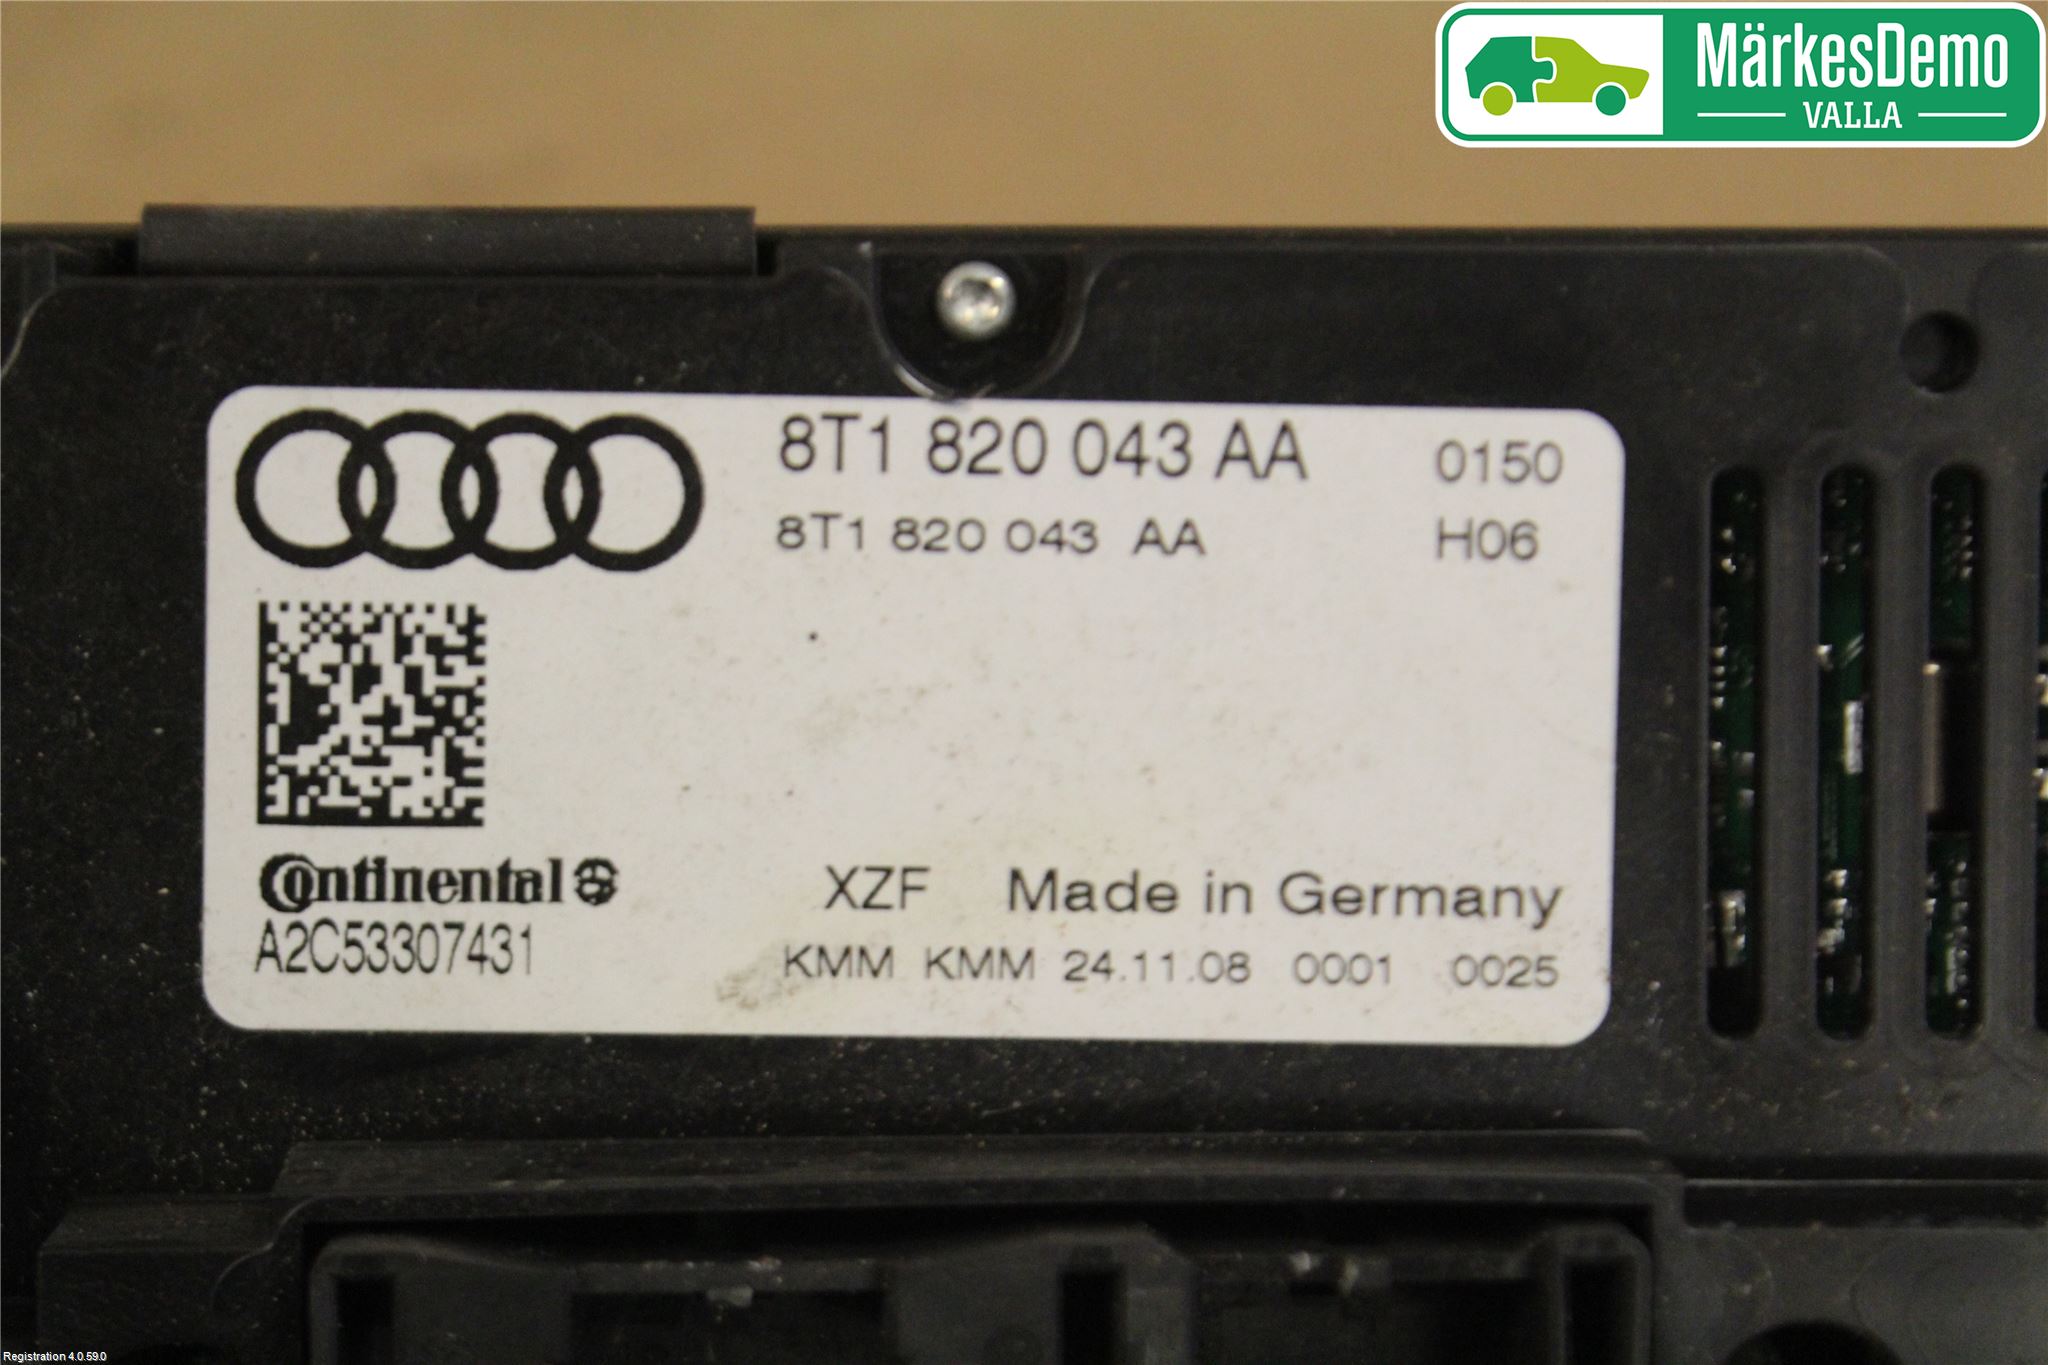 MärkesDemo
VALLA
8T1 820 043 AA 0150
8T1 820 043 AA H06
Continental
A2C53307431
XZF Made in Germany
KMM KMM 24.11.08 0001 0025
Registration 4.0.59.0